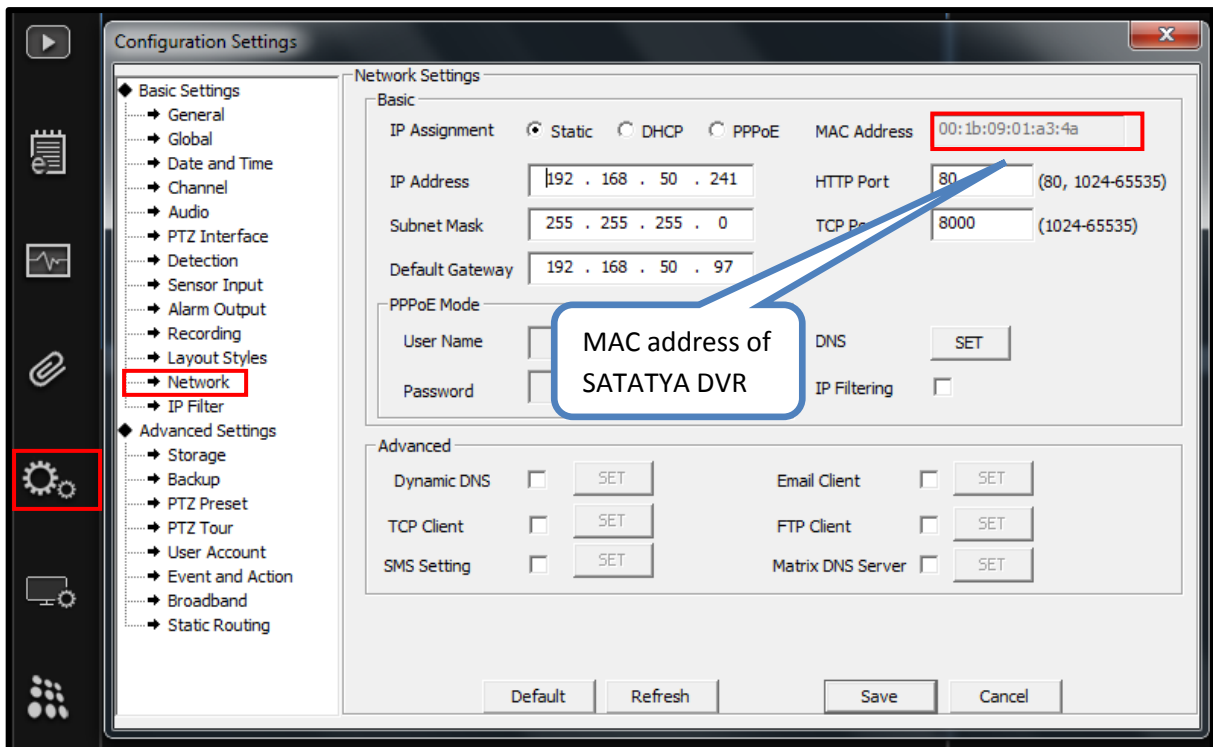 Configuration Settings
Basic Settings
General
Global
Date and Time
Channel
Audio
PTZ Interface
Detection
Sensor Input
Alarm Output
Recording
Layout Styles
Network
IP Filter
Advanced Settings
Storage
Backup
PTZ Preset
PTZ Tour
User Account
Event and Action
Broadband
Static Routing
Network Settings
Basic
IP Assignment Static DHCP PPPoE MAC Address 00:1b:09:01:a3:4a
IP Address 192 . 168 . 50 . 241 HTTP Port 80 (80, 1024-65535)
Subnet Mask 255 . 255 . 255 . 0 TCP 8000 (1024-65535)
Default Gateway 192 . 168 . 50 . 97
PPPoE Mode
User Name DNS SET
Password IP Filtering
MAC address of
SATATYA DVR
Advanced
Dynamic DNS SET Email Client SET
TCP Client SET FTP Client SET
SMS Setting SET Matrix DNS Server SET
Default Refresh Save Cancel